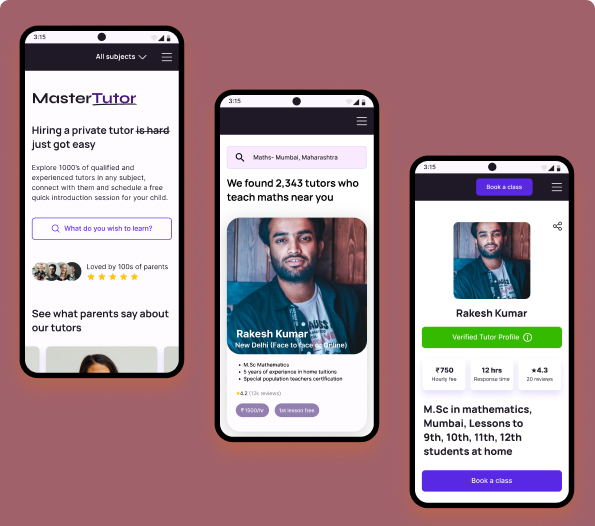 3:15
All subjects
MasterTutor
Hiring a private tutor is hard
just got easy
Explore 1000's of qualified and
experienced tutors in any subject,
connect with them and schedule a free
quick introduction session for your child.
What do you wish to learn?
Loved by 100s of parents
See what parents say about
our tutors
3:15
Maths- Mumbai, Maharashtra
We found 2,343 tutors who
teach maths near you
Rakesh Kumar
New Delhi (Face to face or Online)
M.Sc Mathematics
5 years of experience in home tuitions
Special population teachers certification
4.2 (12k reviews)
₹ 1500/hr
1st lesson free
3:15
Book a class
Rakesh Kumar
Verified Tutor Profile
₹750
Hourly fee
12 hrs
Response time
★4.3
20 reviews
M.Sc in mathematics,
Mumbai, Lessons to
9th, 10th, 11th, 12th
students at home
Book a class